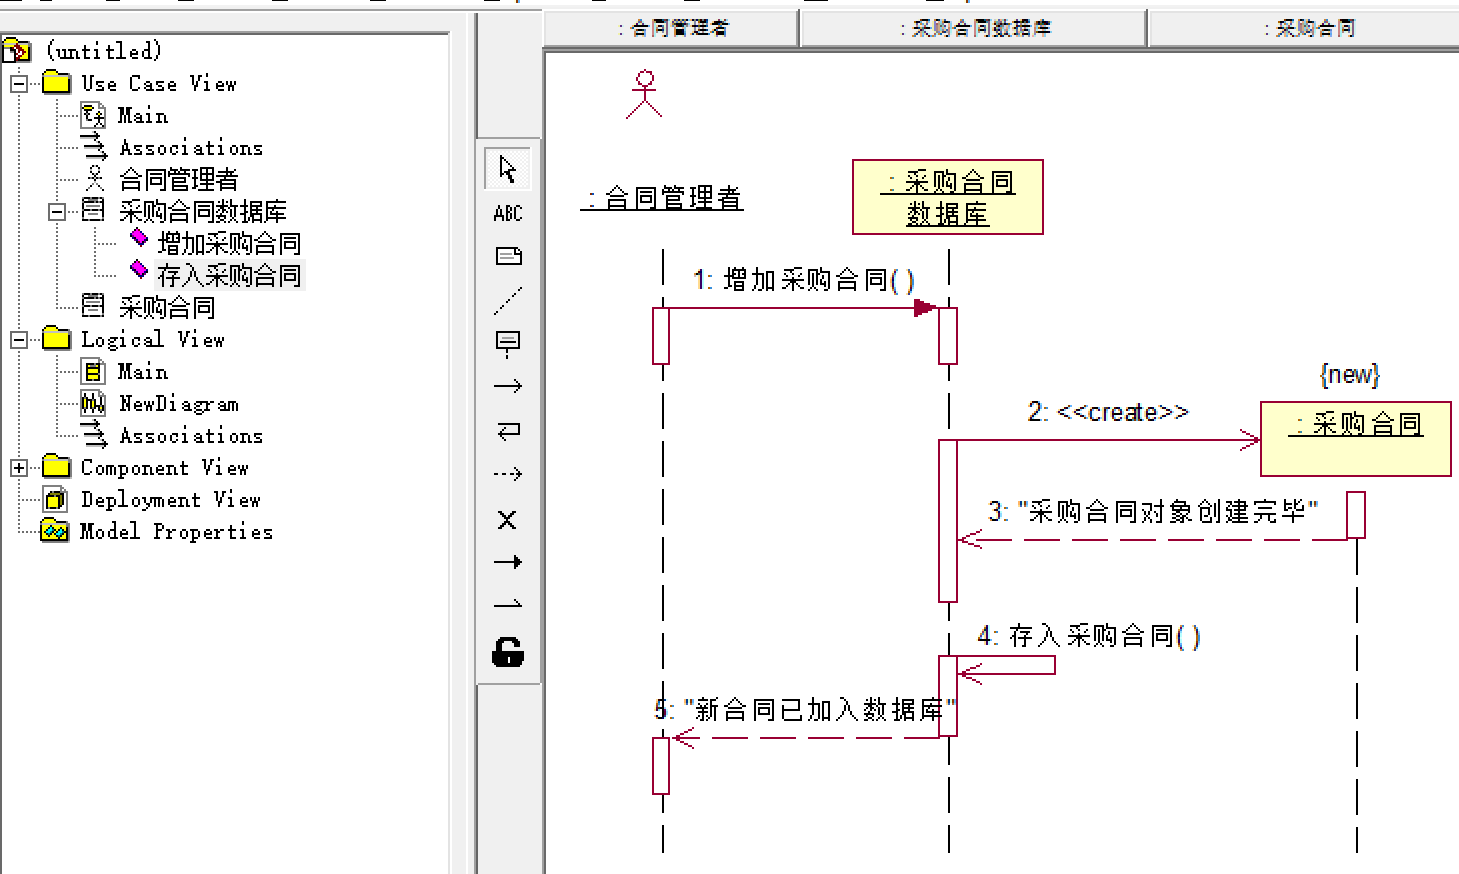 (untitled)
Use Case View
Main
Associations
合同管理者
采购合同数据库
增加采购合同
存入采购合同
采购合同
Logical View
Main
NewDiagram
Associations
Component View
Deployment View
Model Properties
ABC
: 合同管理者
: 采购合同数据库
: 采购合同
: 合同管理者
: 采购合同
数据库
1: 增加采购合同( )
{new}
2: <<create>>
: 采购合同
3: "采购合同对象创建完毕"
4: 存入采购合同( )
5: "新合同已加入数据库"